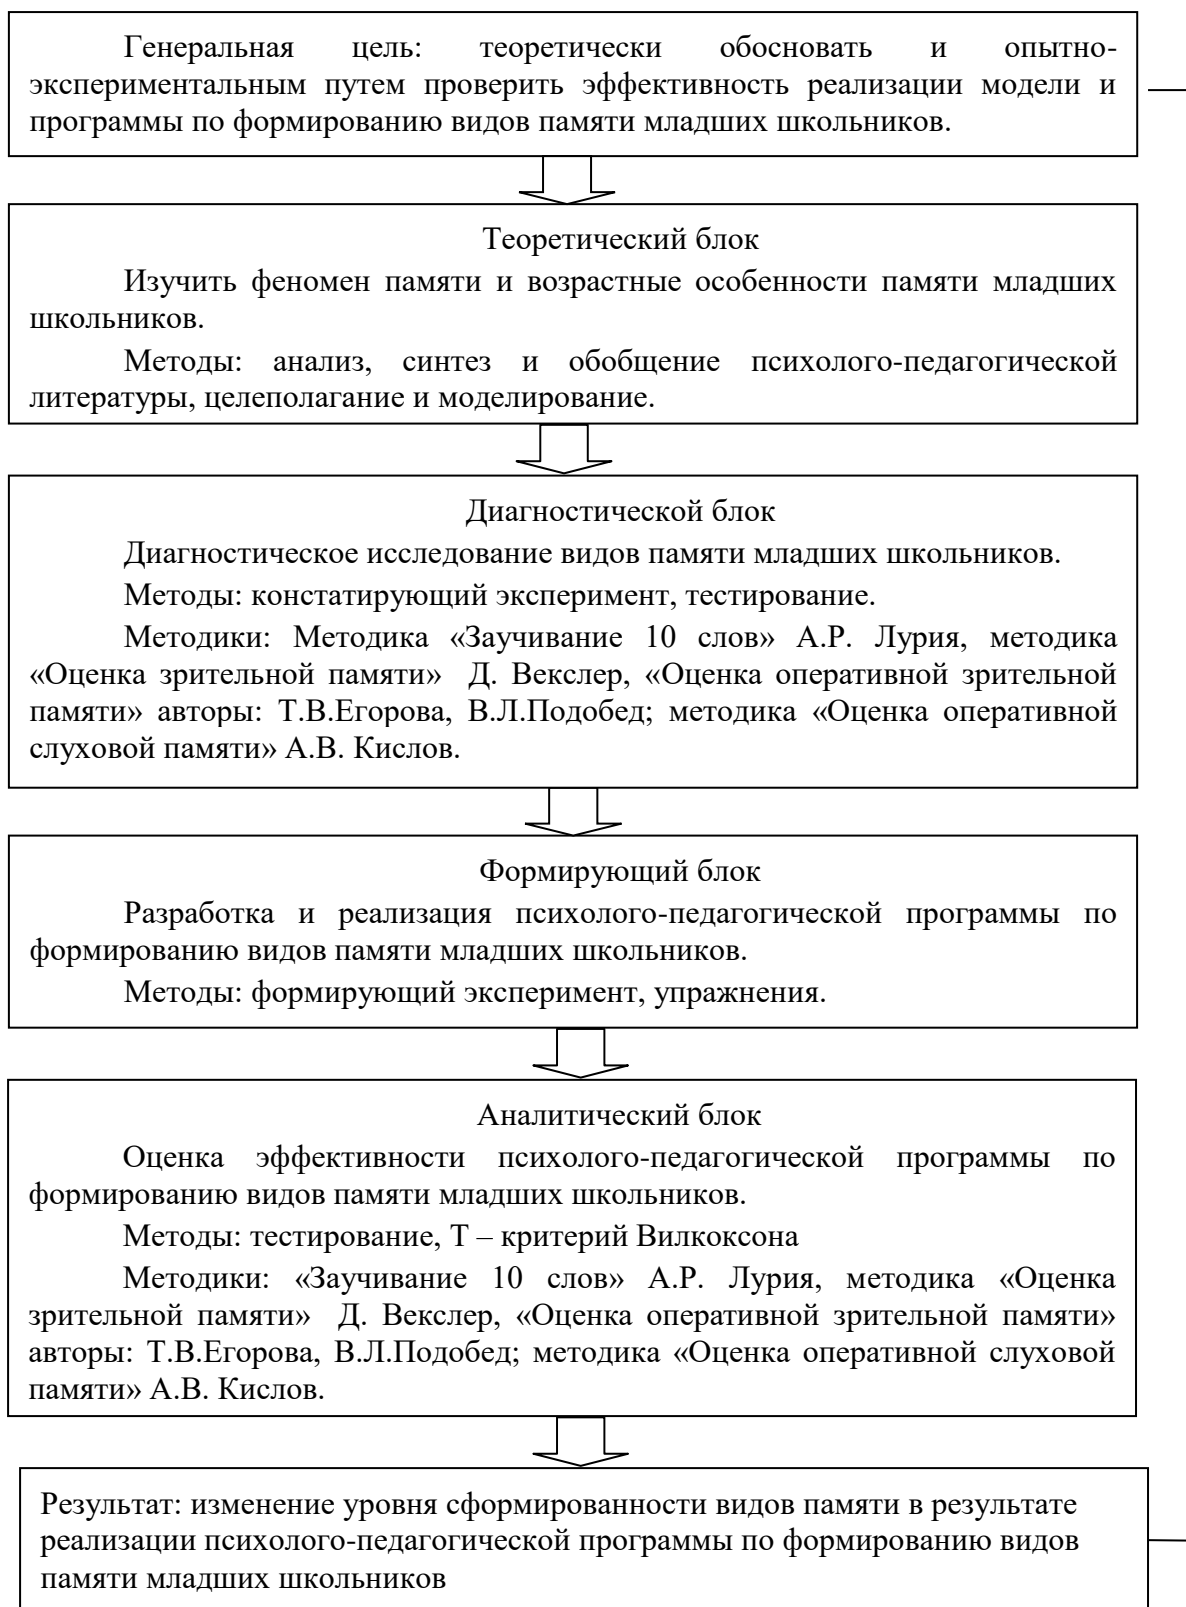 Генеральная цель: теоретически обосновать и опытно-
экспериментальным путем проверить эффективность реализации модели и
программы по формированию видов памяти младших школьников.
Теоретический блок
Изучить феномен памяти и возрастные особенности памяти младших
школьников.
Методы: анализ, синтез и обобщение психолого-педагогической
литературы, целеполагание и моделирование.
Диагностической блок
Диагностическое исследование видов памяти младших школьников.
Методы: констатирующий эксперимент, тестирование.
Методики: Методика «Заучивание 10 слов» А.Р. Лурия, методика
«Оценка зрительной памяти» Д. Векслер, «Оценка оперативной зрительной
памяти» авторы: Т.В.Егорова, В.Л.Подобед; методика «Оценка оперативной
слуховой памяти» А.В. Кислов.
Формирующий блок
Разработка и реализация психолого-педагогической программы по
формированию видов памяти младших школьников.
Методы: формирующий эксперимент, упражнения.
Аналитический блок
Оценка эффективности психолого-педагогической программы по
формированию видов памяти младших школьников.
Методы: тестирование, Т – критерий Вилкоксона
Методики: «Заучивание 10 слов» А.Р. Лурия, методика «Оценка
зрительной памяти» Д. Векслер, «Оценка оперативной зрительной памяти»
авторы: Т.В.Егорова, В.Л.Подобед; методика «Оценка оперативной слуховой
памяти» А.В. Кислов.
Результат: изменение уровня сформированности видов памяти в результате
реализации психолого-педагогической программы по формированию видов
памяти младших школьников